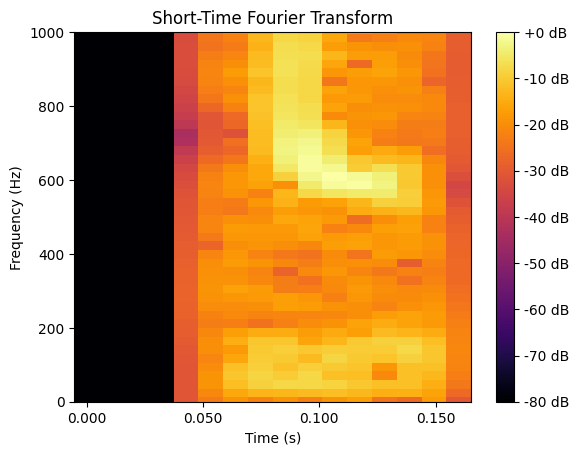 Short-Time Fourier Transform
1000
800
600
400
200
0
Frequency (Hz)
0.000
0.050
0.100
0.150
Time (s)
+0 dB
-10 dB
-20 dB
-30 dB
-40 dB
-50 dB
-60 dB
-70 dB
-80 dB